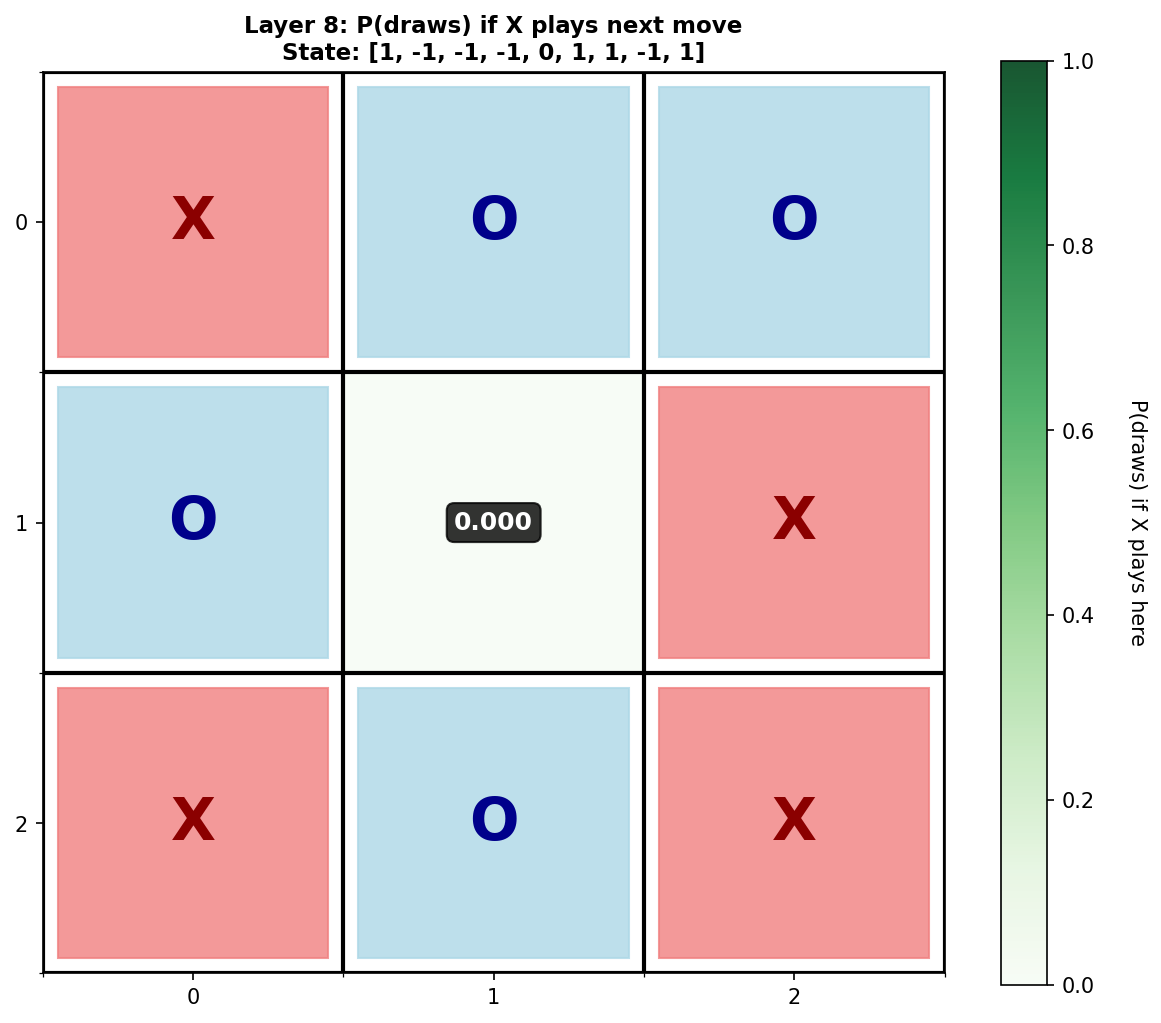 Layer 8: P(draws) if X plays next move
State: [1, -1, -1, -1, 0, 1, 1, -1, 1]
0
X
O
O
1
O
0.000
X
2
X
O
X
0
1
2
1.0
0.8
0.6
0.4
0.2
0.0
P(draws) if X plays here